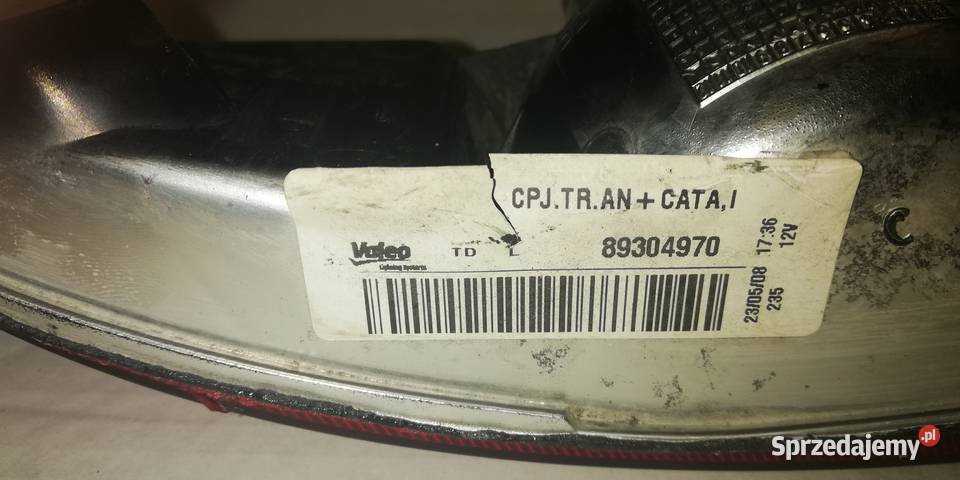 CPJ.TR.AN + CATA,I
Valeo TD L 89304970
Lighting Systems
23/05/08 17:36
235 12V
C
Sprzedajemy.pl